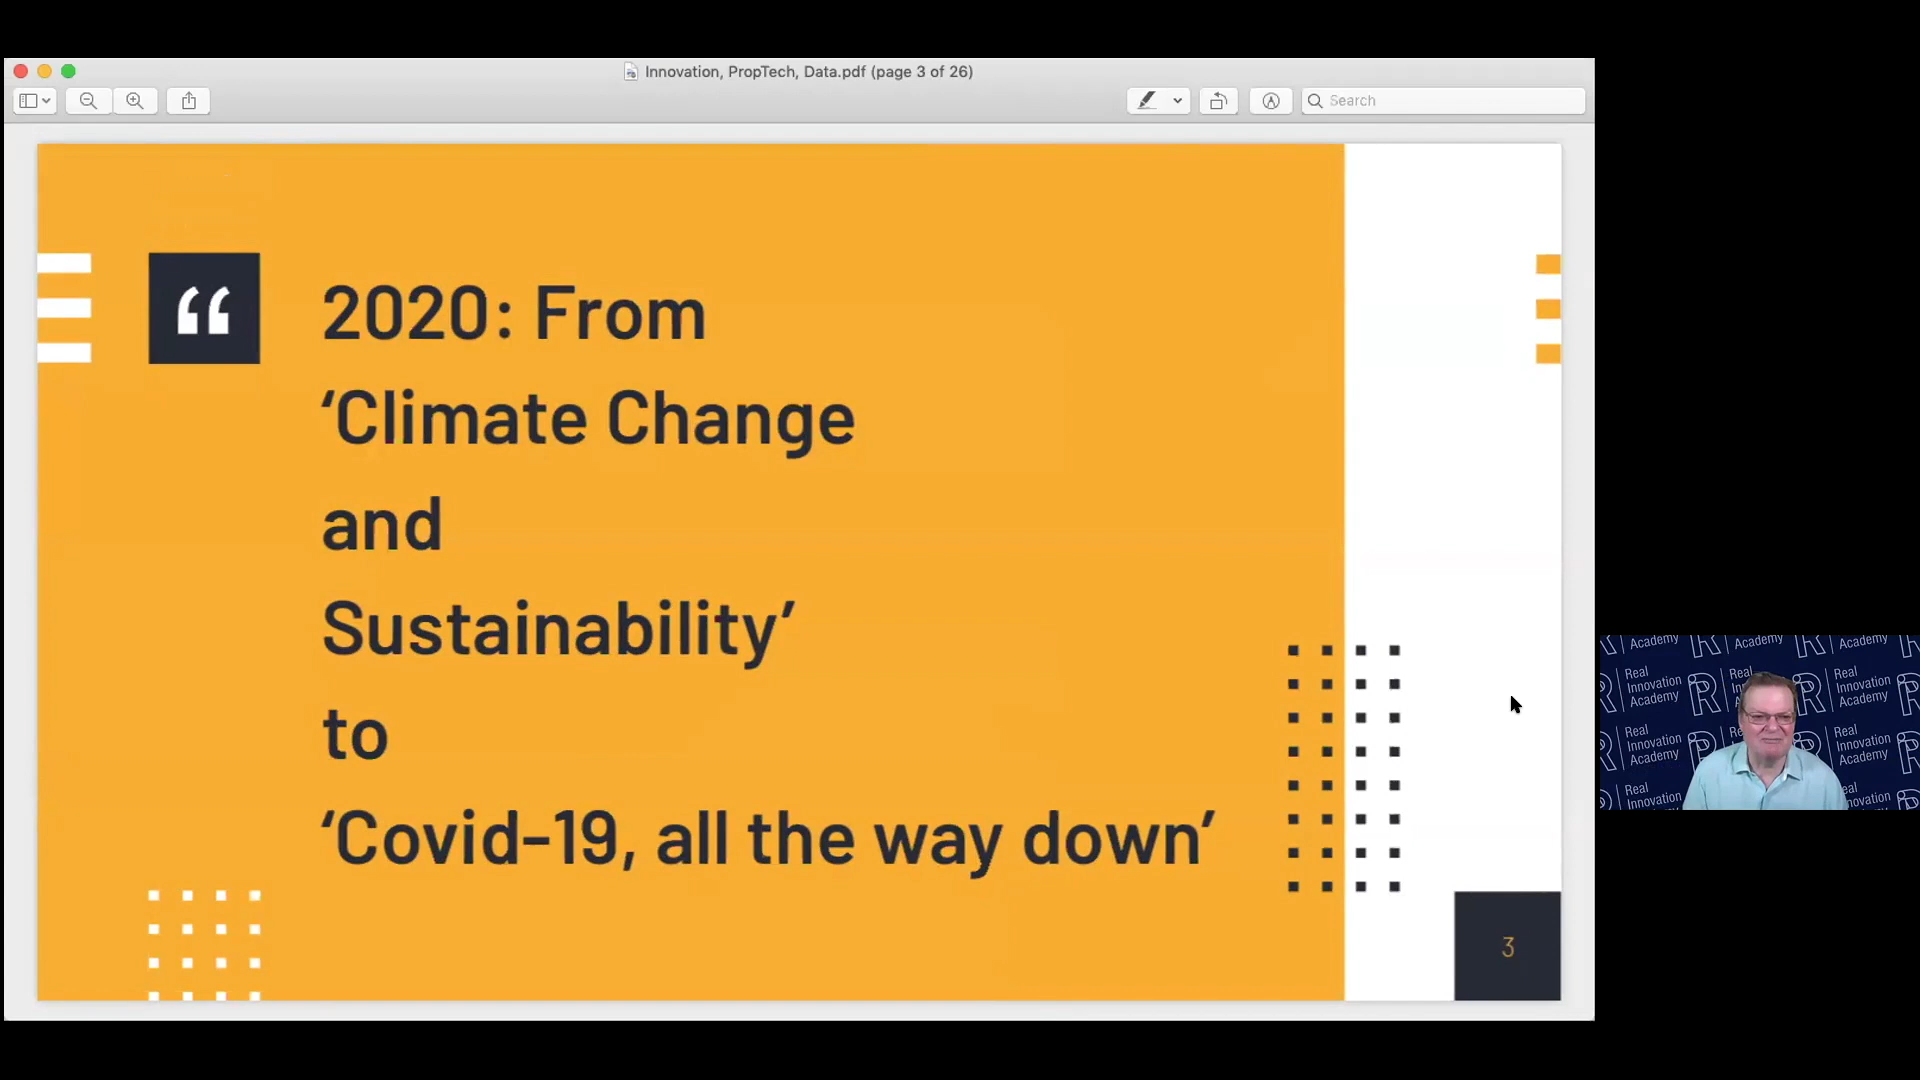 Innovation, PropTech, Data.pdf (page 3 of 26)
Search
“
2020: From
‘Climate Change
and
Sustainability’
to
‘Covid-19, all the way down’
3
Academy
Academy
Academy
Real
Innovation
Academy
Real
Real
Innovation
Academy
Real
Innovation
Academy
Real
Innovation
Academy
Real
Innovation